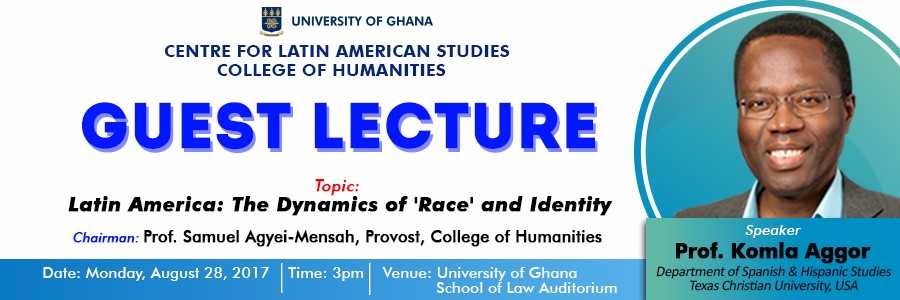 UNIVERSITY OF GHANA
CENTRE FOR LATIN AMERICAN STUDIES
COLLEGE OF HUMANITIES
GUEST LECTURE
Topic:
Latin America: The Dynamics of 'Race' and Identity
Chairman: Prof. Samuel Agyei-Mensah, Provost, College of Humanities
Date: Monday, August 28, 2017 | Time: 3pm | Venue: University of Ghana
School of Law Auditorium
Speaker
Prof. Komla Aggor
Department of Spanish & Hispanic Studies
Texas Christian University, USA